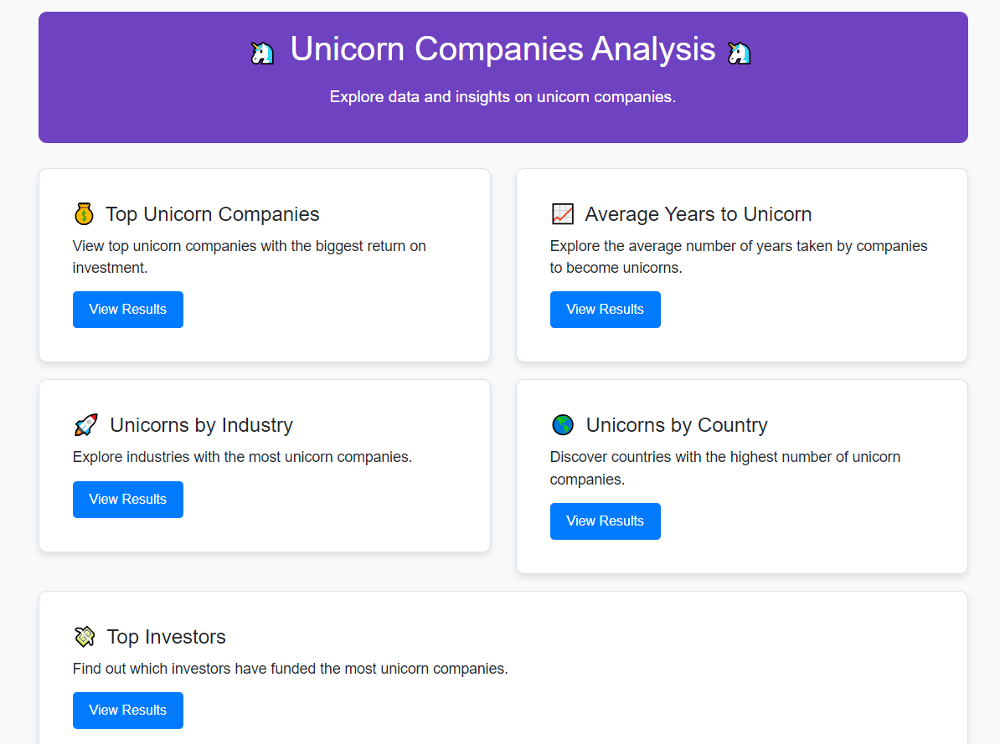 Unicorn Companies Analysis
Explore data and insights on unicorn companies.
Top Unicorn Companies
View top unicorn companies with the biggest return on
investment.
View Results
Average Years to Unicorn
Explore the average number of years taken by companies
to become unicorns.
View Results
Unicorns by Industry
Explore industries with the most unicorn companies.
View Results
Unicorns by Country
Discover countries with the highest number of unicorn
companies.
View Results
Top Investors
Find out which investors have funded the most unicorn companies.
View Results